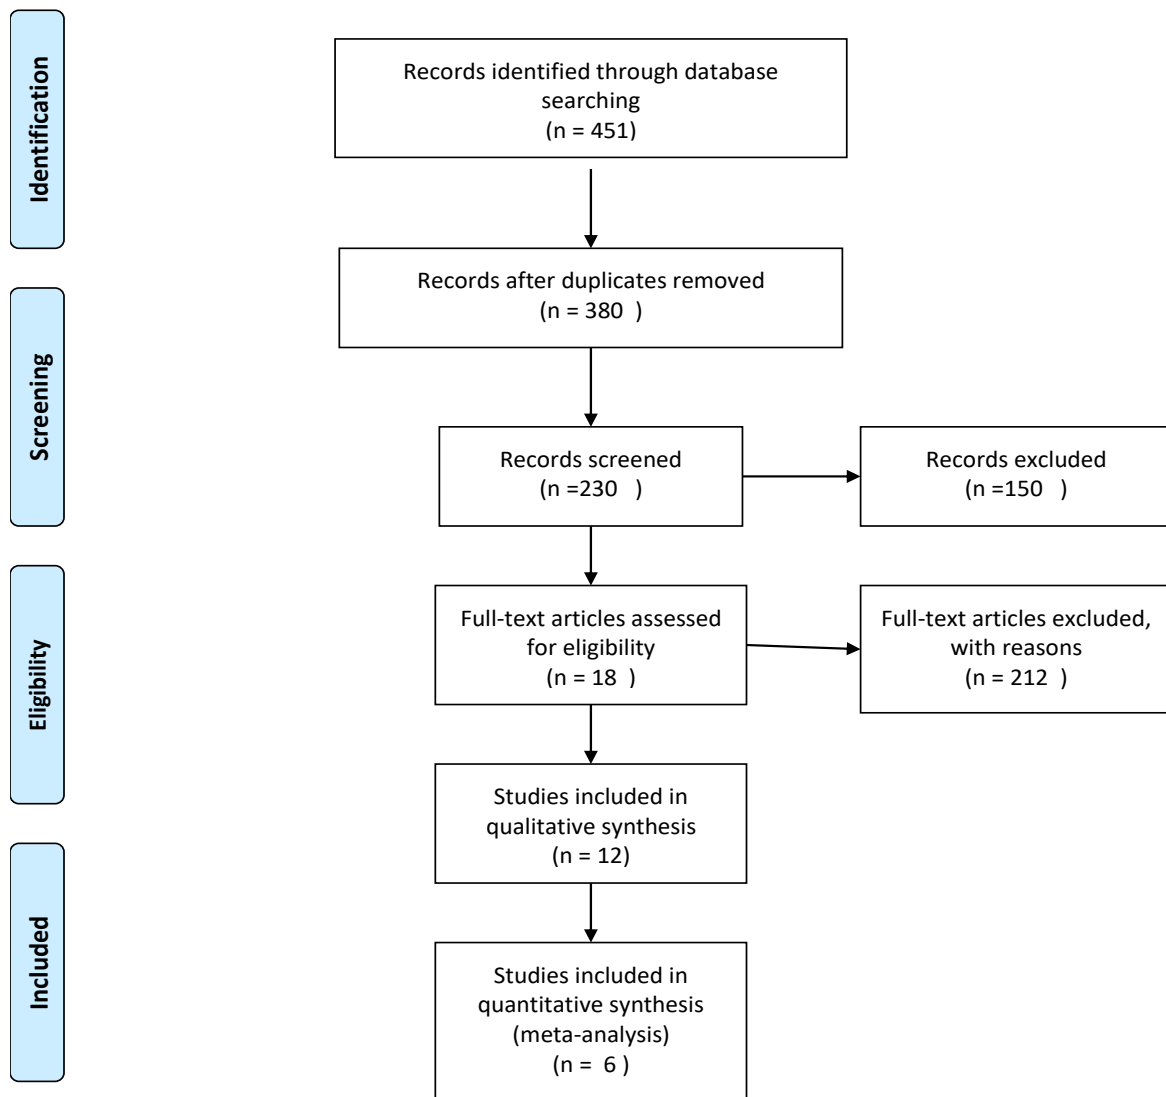 Identification
Records identified through database
searching
(n = 451)
Records after duplicates removed
(n = 380  )
Screening
Records screened
(n =230   )
Records excluded
(n =150   )
Eligibility
Full-text articles assessed
for eligibility
(n = 18  )
Full-text articles excluded,
with reasons
(n = 212  )
Studies included in
qualitative synthesis
(n = 12)
Included
Studies included in
quantitative synthesis
(meta-analysis)
(n =  6 )